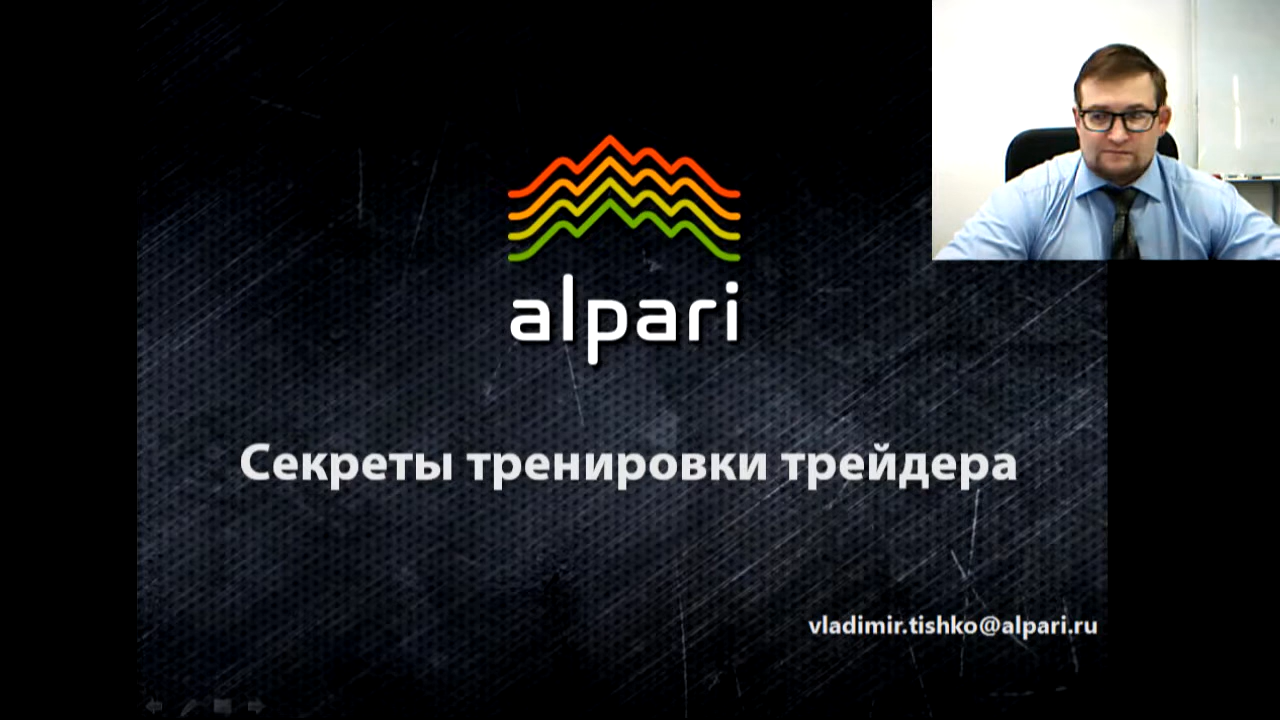 alpari
Секреты тренировки трейдера
vladimir.tishko@alpari.ru